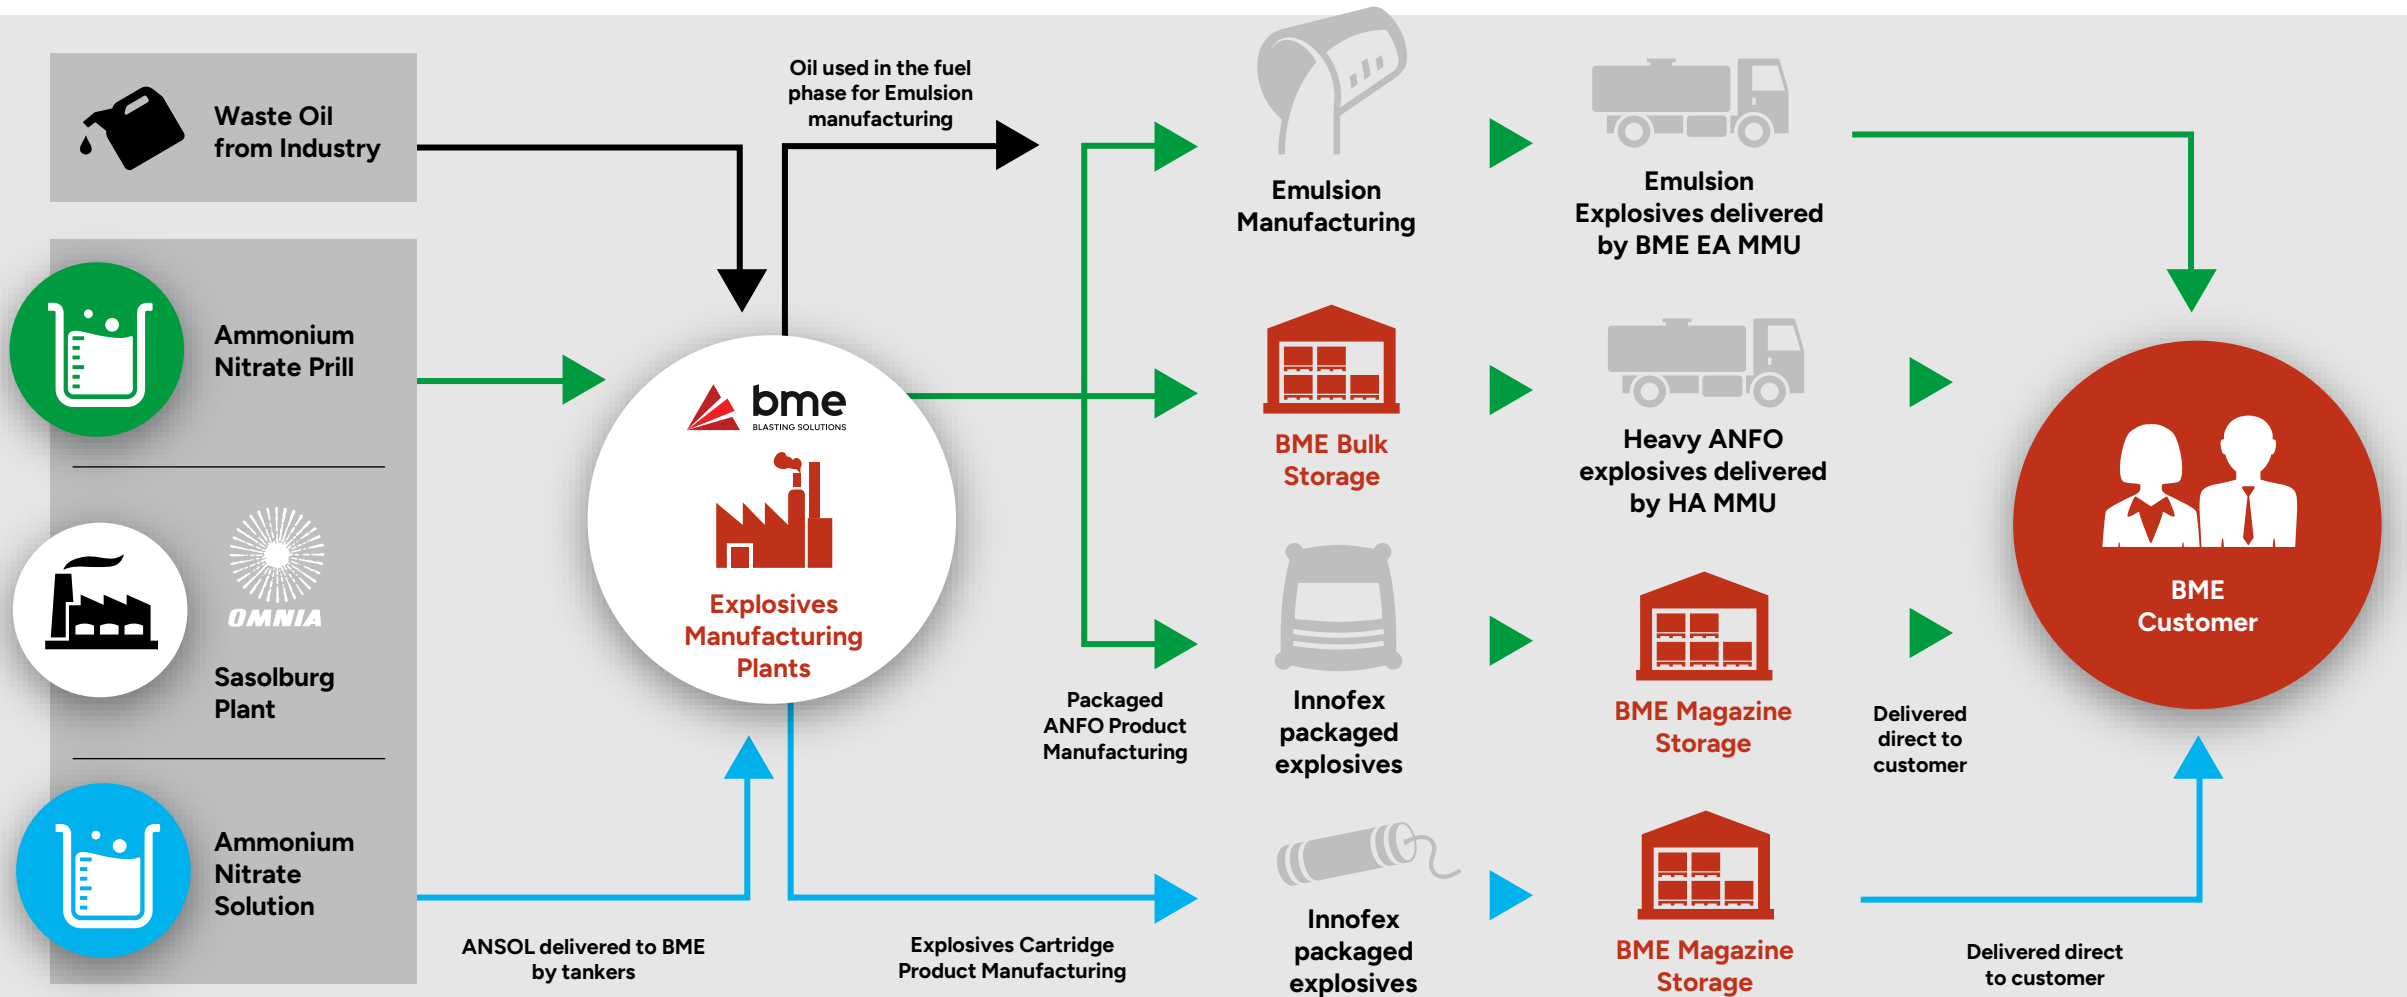 Waste Oil
from Industry
Ammonium
Nitrate Prill
OMNIA
Sasolburg
Plant
Ammonium
Nitrate
Solution
ANSOL delivered to BME
by tankers
Oil used in the fuel
phase for Emulsion
manufacturing
bme
BLASTING SOLUTIONS
Explosives
Manufacturing
Plants
Packaged
ANFO Product
Manufacturing
Explosives Cartridge
Product Manufacturing
Emulsion
Manufacturing
Emulsion
Explosives delivered
by BME EA MMU
BME Bulk
Storage
Heavy ANFO
explosives delivered
by HA MMU
Innofex
packaged
explosives
BME Magazine
Storage
Delivered
direct to
customer
Innofex
packaged
explosives
BME Magazine
Storage
Delivered direct
to customer
BME
Customer